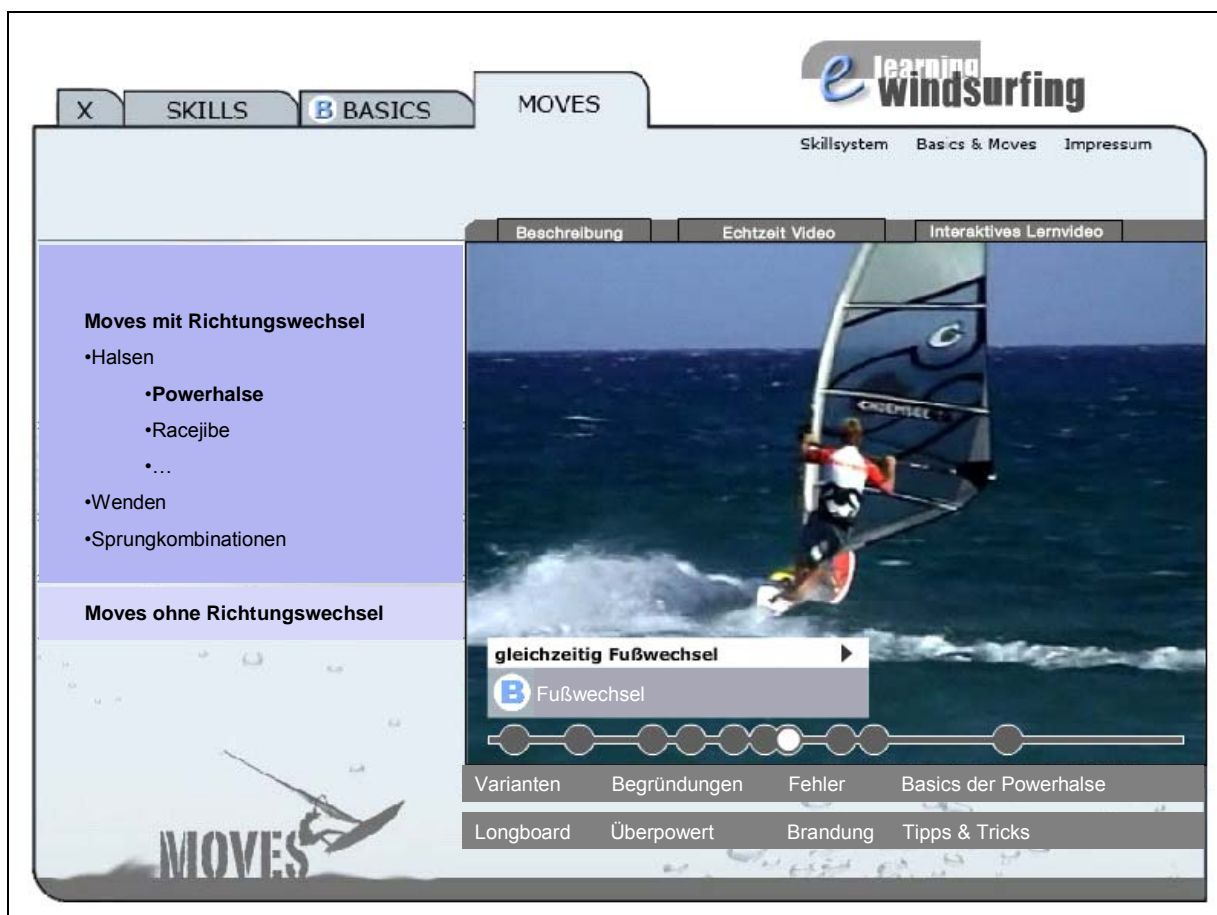 e learning
windsurfing
X SKILLS B BASICS MOVES
Skillsystem Basics & Moves Impressum
Beschreibung Echtzeit Video Interaktives Lernvideo
Moves mit Richtungswechsel
•Halsen
•Powerhalse
•Racejibe
•…
•Wenden
•Sprungkombinationen
Moves ohne Richtungswechsel
CHIEMSEE
gleichzeitig Fußwechsel
B Fußwechsel
Varianten Begründungen Fehler Basics der Powerhalse
Longboard Überpowert Brandung Tipps & Tricks
MOVES